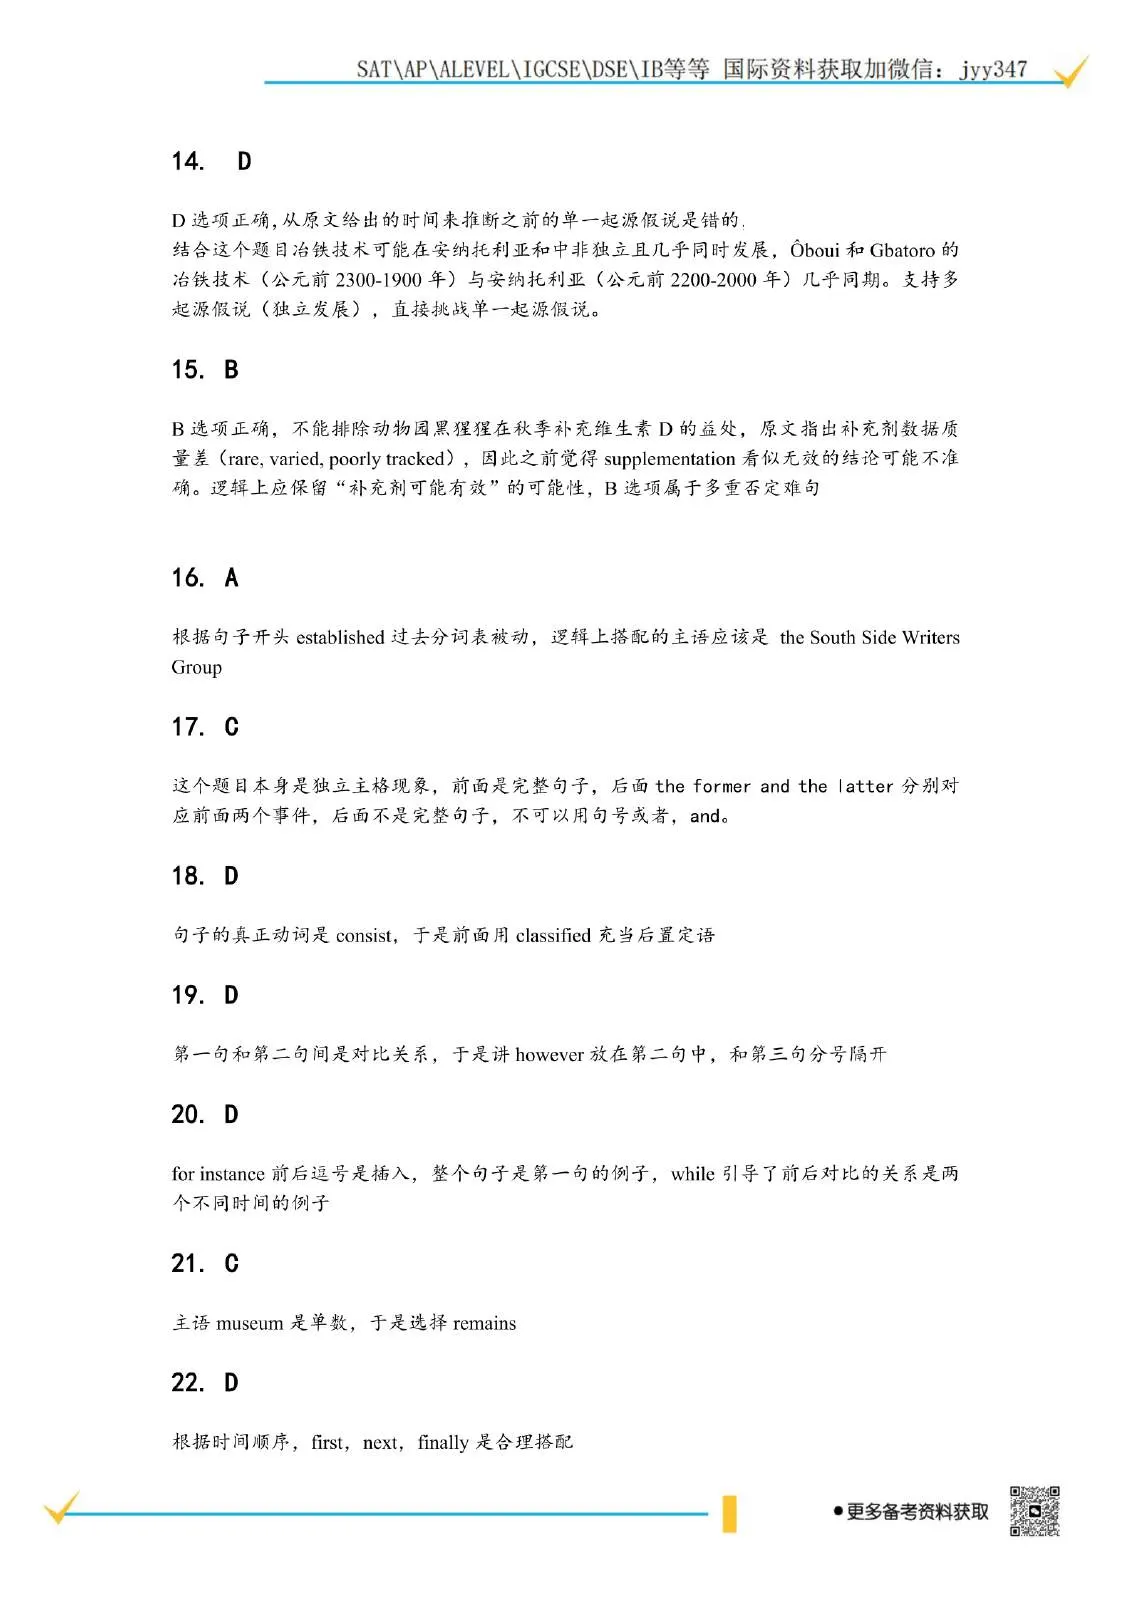 SAT\AP\ALEVEL\IGCSE\DSE\IB等等 国际资料获取加微信：jyy347
14. D
D 选项正确,从原文给出的时间来推断之前的单一起源假说是错的.
结合这个题目冶铁技术可能在安纳托利亚和中非独立且几乎同时发展，Ôboui 和 Gbatoro 的
冶铁技术（公元前 2300-1900 年）与安纳托利亚（公元前 2200-2000 年）几乎同期。支持多
起源假说（独立发展），直接挑战单一起源假说。
15. B
B 选项正确，不能排除动物园黑猩猩在秋季补充维生素 D 的益处，原文指出补充剂数据质
量差（rare, varied, poorly tracked），因此之前觉得 supplementation 看似无效的结论可能不准
确。逻辑上应保留“补充剂可能有效”的可能性，B 选项属于多重否定难句
16. A
根据句子开头 established 过去分词表被动，逻辑上搭配的主语应该是 the South Side Writers
Group
17. C
这个题目本身是独立主格现象，前面是完整句子，后面 the former and the latter 分别对
应前面两个事件，后面不是完整句子，不可以用句号或者，and。
18. D
句子的真正动词是 consist，于是前面用 classified 充当后置定语
19. D
第一句和第二句间是对比关系，于是讲 however 放在第二句中，和第三句分号隔开
20. D
for instance 前后逗号是插入，整个句子是第一句的例子，while 引导了前后对比的关系是两
个不同时间的例子
21. C
主语 museum 是单数，于是选择 remains
22. D
根据时间顺序，first，next，finally 是合理搭配
●更多备考资料获取